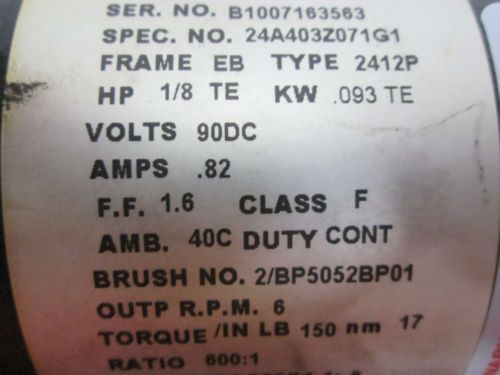 SER. NO. B1007163563
SPEC. NO. 24A403Z071G1
FRAME EB TYPE 2412P
HP 1/8 TE KW .093 TE
VOLTS 90DC
AMPS .82
F.F. 1.6 CLASS F
AMB. 40C DUTY CONT
BRUSH NO. 2/BP5052BP01
OUTP R.P.M. 6
TORQUE /IN LB 150 nm 17
RATIO 600:1